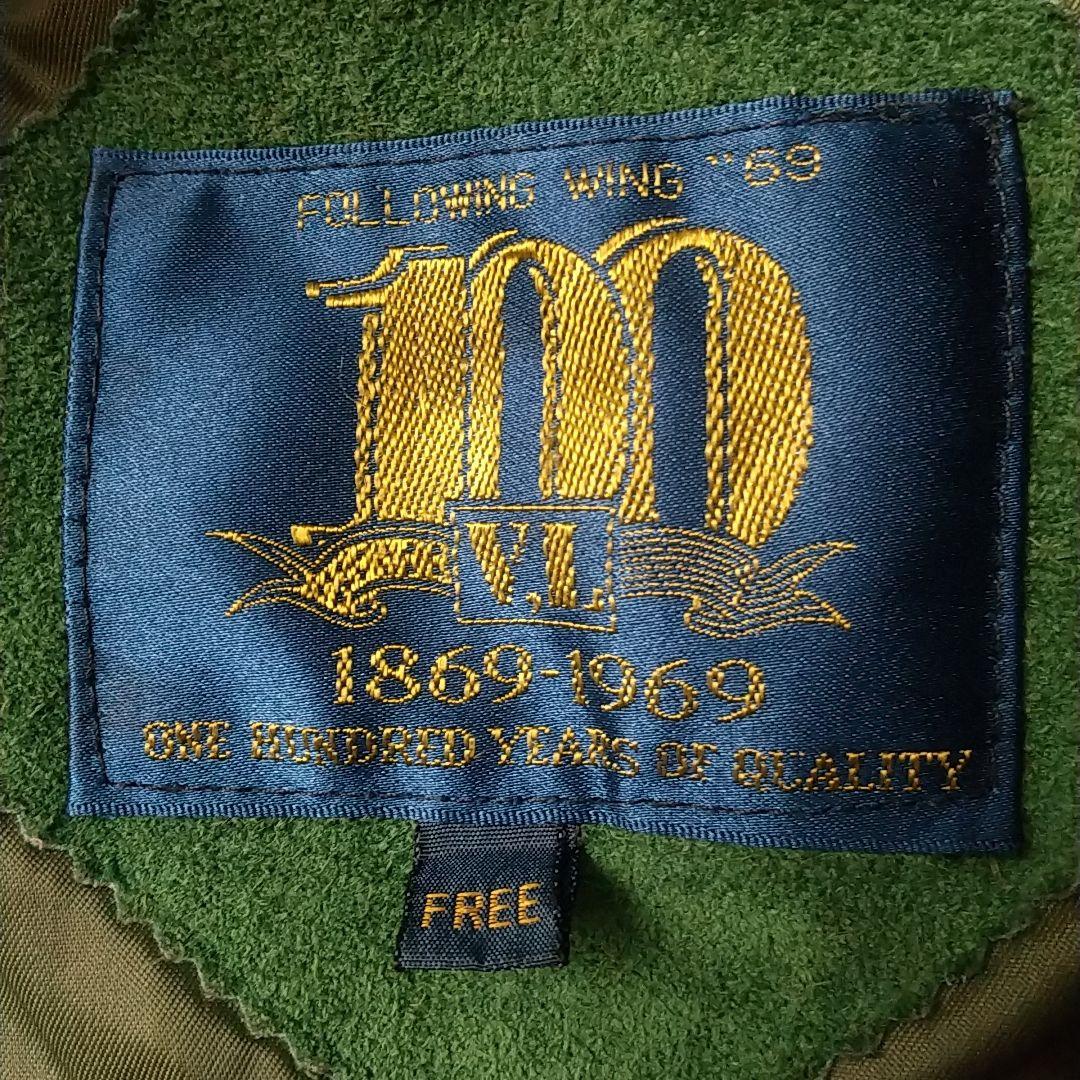 FOLLOWING WING "69
100
V.L.
1869-1969
ONE HUNDRED YEARS OF QUALITY
FREE